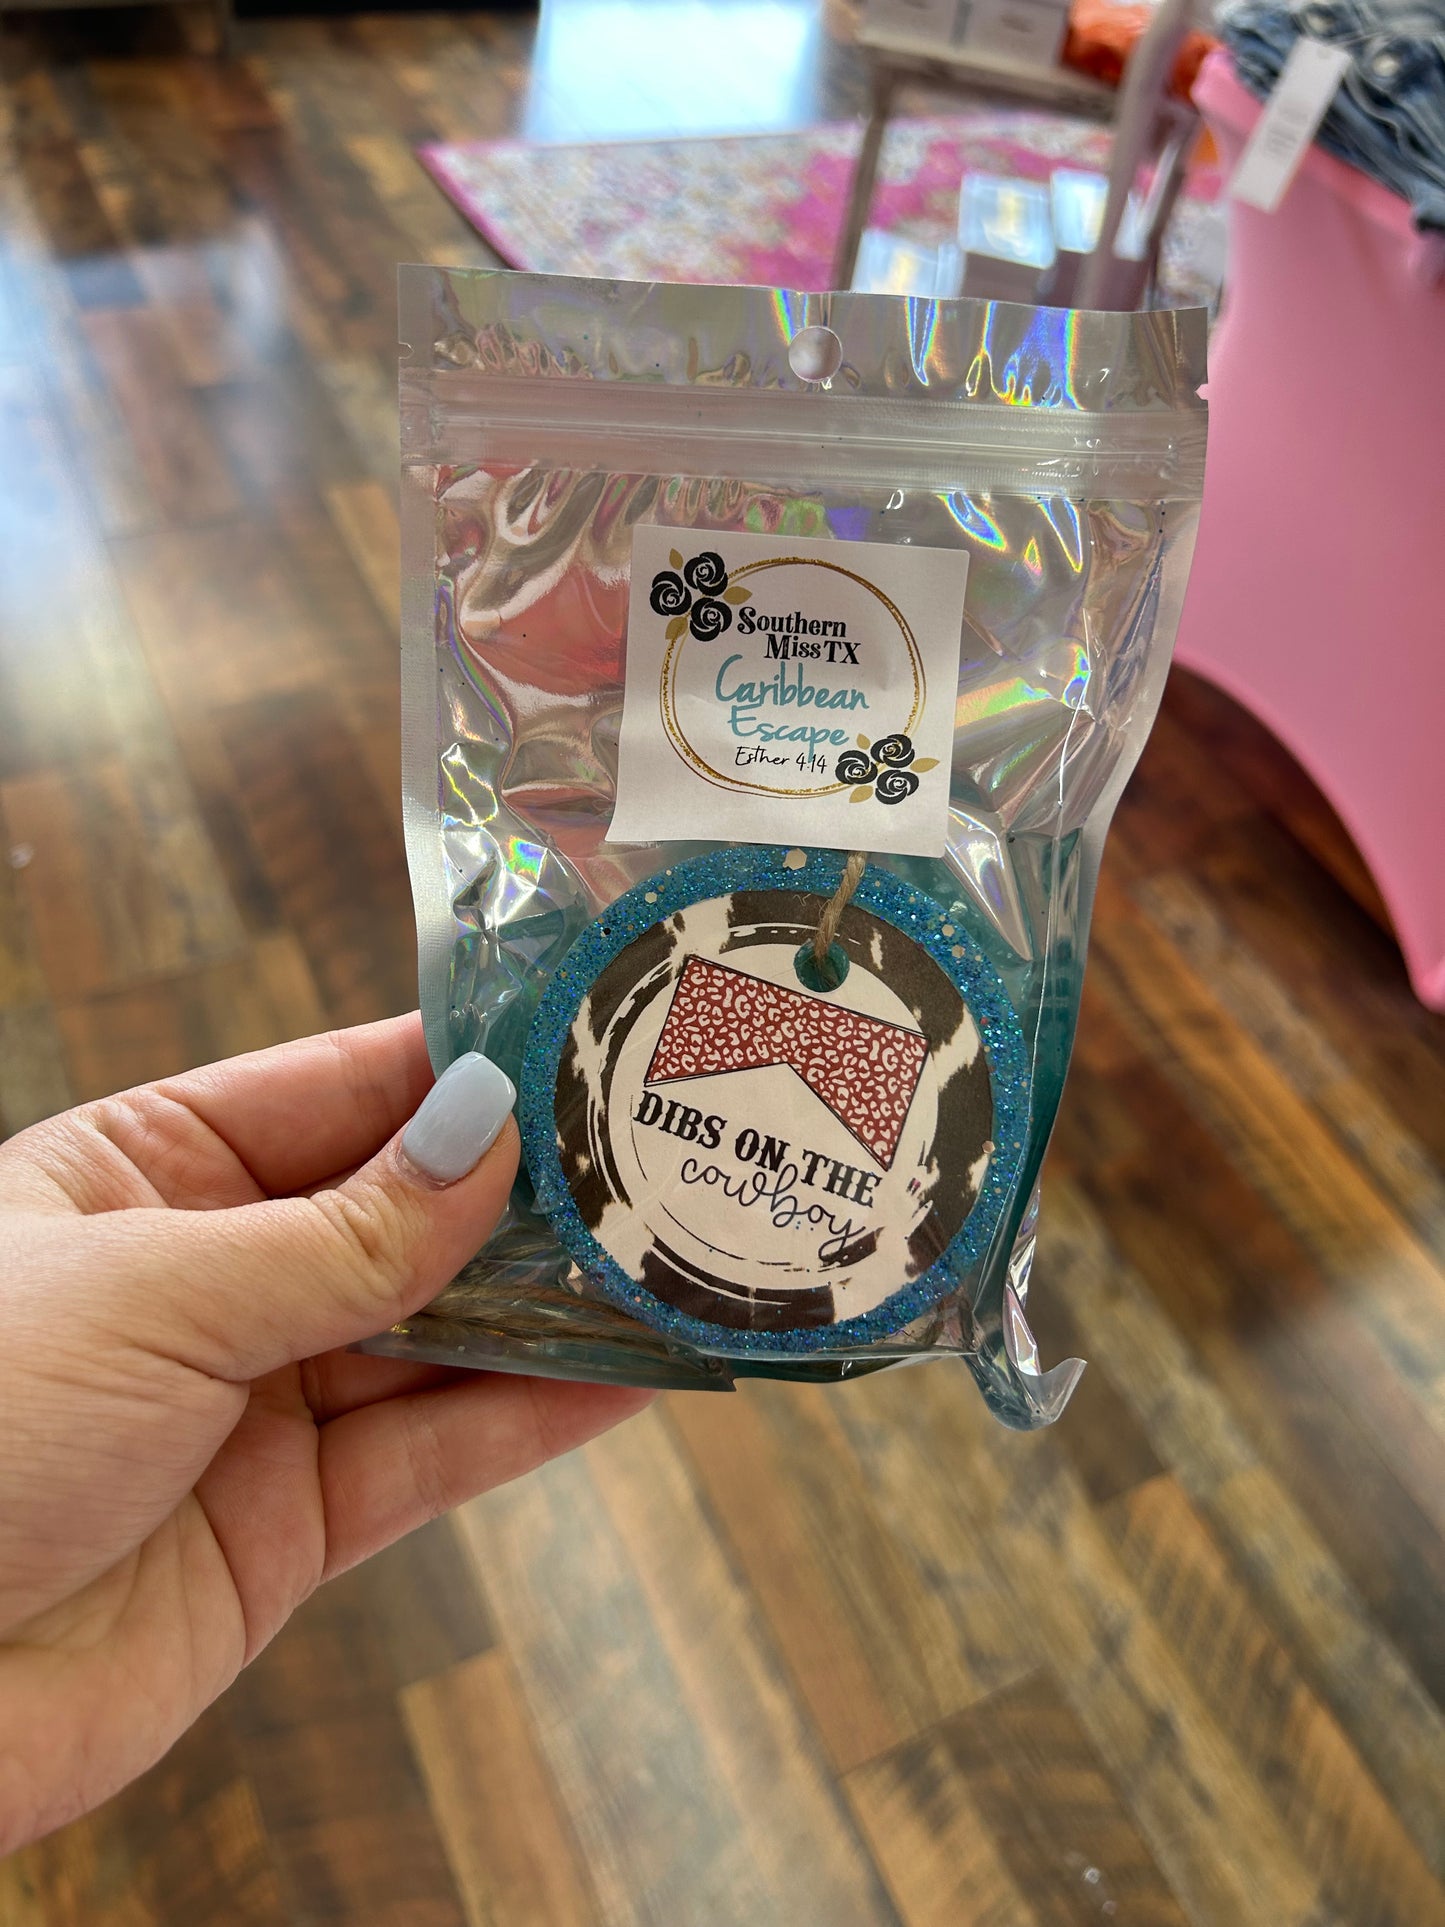 Southern
Miss TX
Caribbean
Escape
Esther 4:14
DIBS ON THE
cowboy